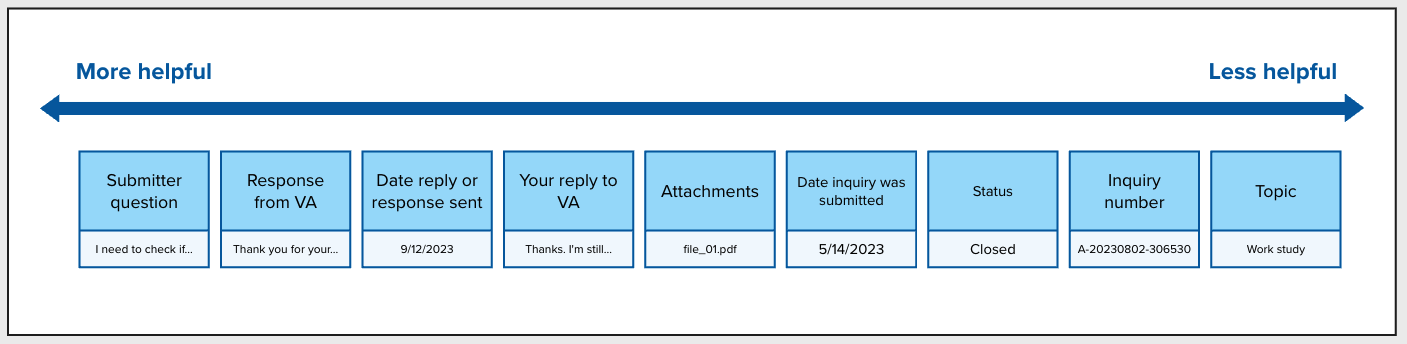 More helpful
Less helpful
Submitter
question
Response
from VA
Date reply or
response sent
Your reply to
VA
Attachments
Date inquiry was
submitted
Status
Inquiry
number
Topic
I need to check if...
Thank you for your...
9/12/2023
Thanks. I'm still...
file_01.pdf
5/14/2023
Closed
A-20230802-306530
Work study